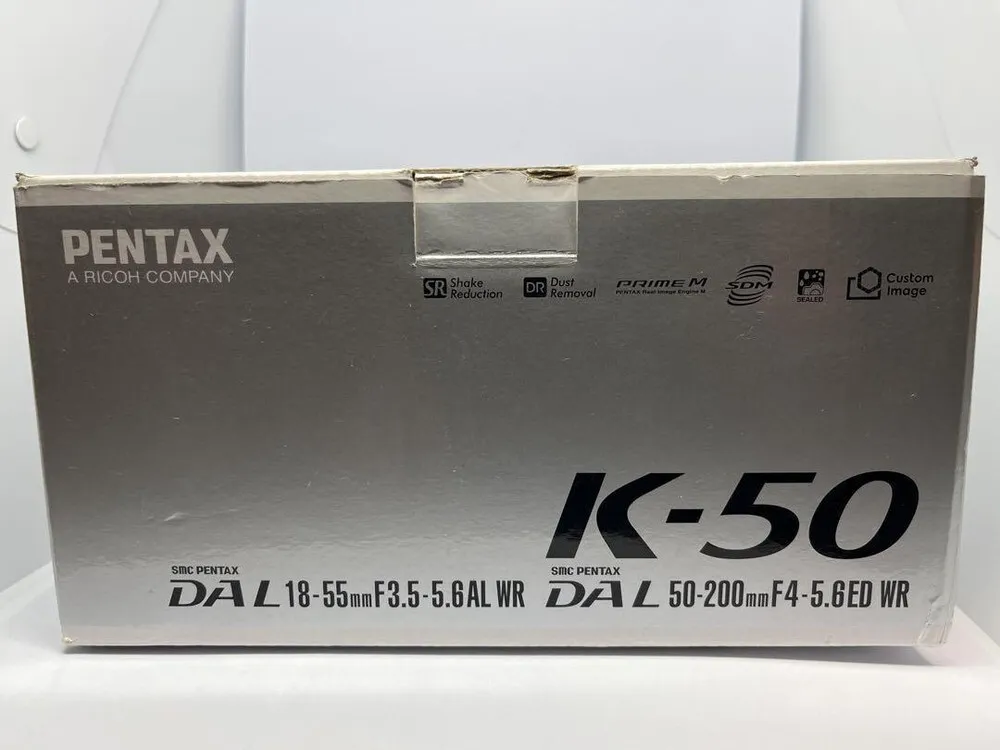 PENTAX
A RICOH COMPANY
SR Shake Reduction
DR Dust Removal
PRIME M
PENTAX Real Image Engine M
SDM
SEALED
Custom Image
K-50
smc PENTAX
DA L 18-55mm F3.5-5.6 AL WR
smc PENTAX
DA L 50-200mm F4-5.6 ED WR